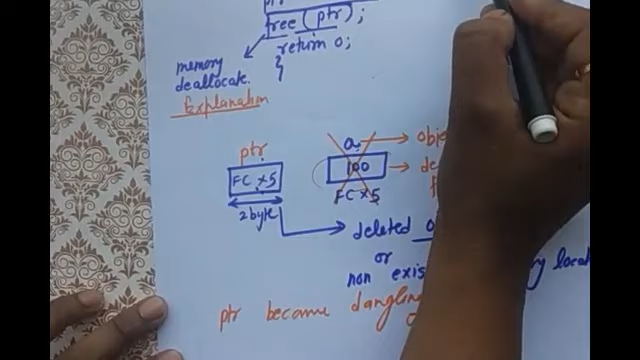 free (ptr);
return 0;
}
memory
deallocate.
Explanation
ptr
a
100
FC x 5
FC x 5
2 byte
deleted
or
non
ptr become